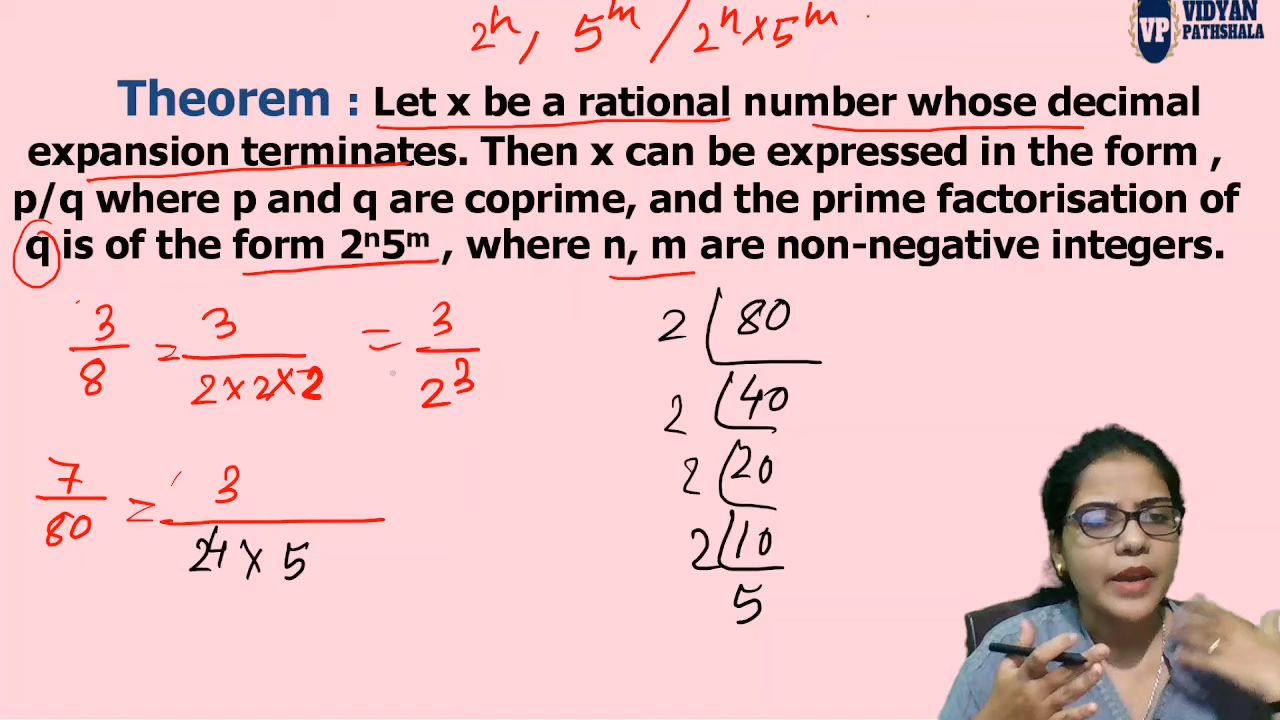 2ⁿ, 5ᵐ / 2ⁿ×5ᵐ
VIDYAN
PATHSHALA
VP
Theorem : Let x be a rational number whose decimal
expansion terminates. Then x can be expressed in the form ,
p/q where p and q are coprime, and the prime factorisation of
q is of the form 2ⁿ5ᵐ , where n, m are non-negative integers.
3/8 = 3/(2×2×2) = 3/2³
7/80 = 3/(2⁴×5)
2 | 80
2 | 40
2 | 20
2 | 10
5